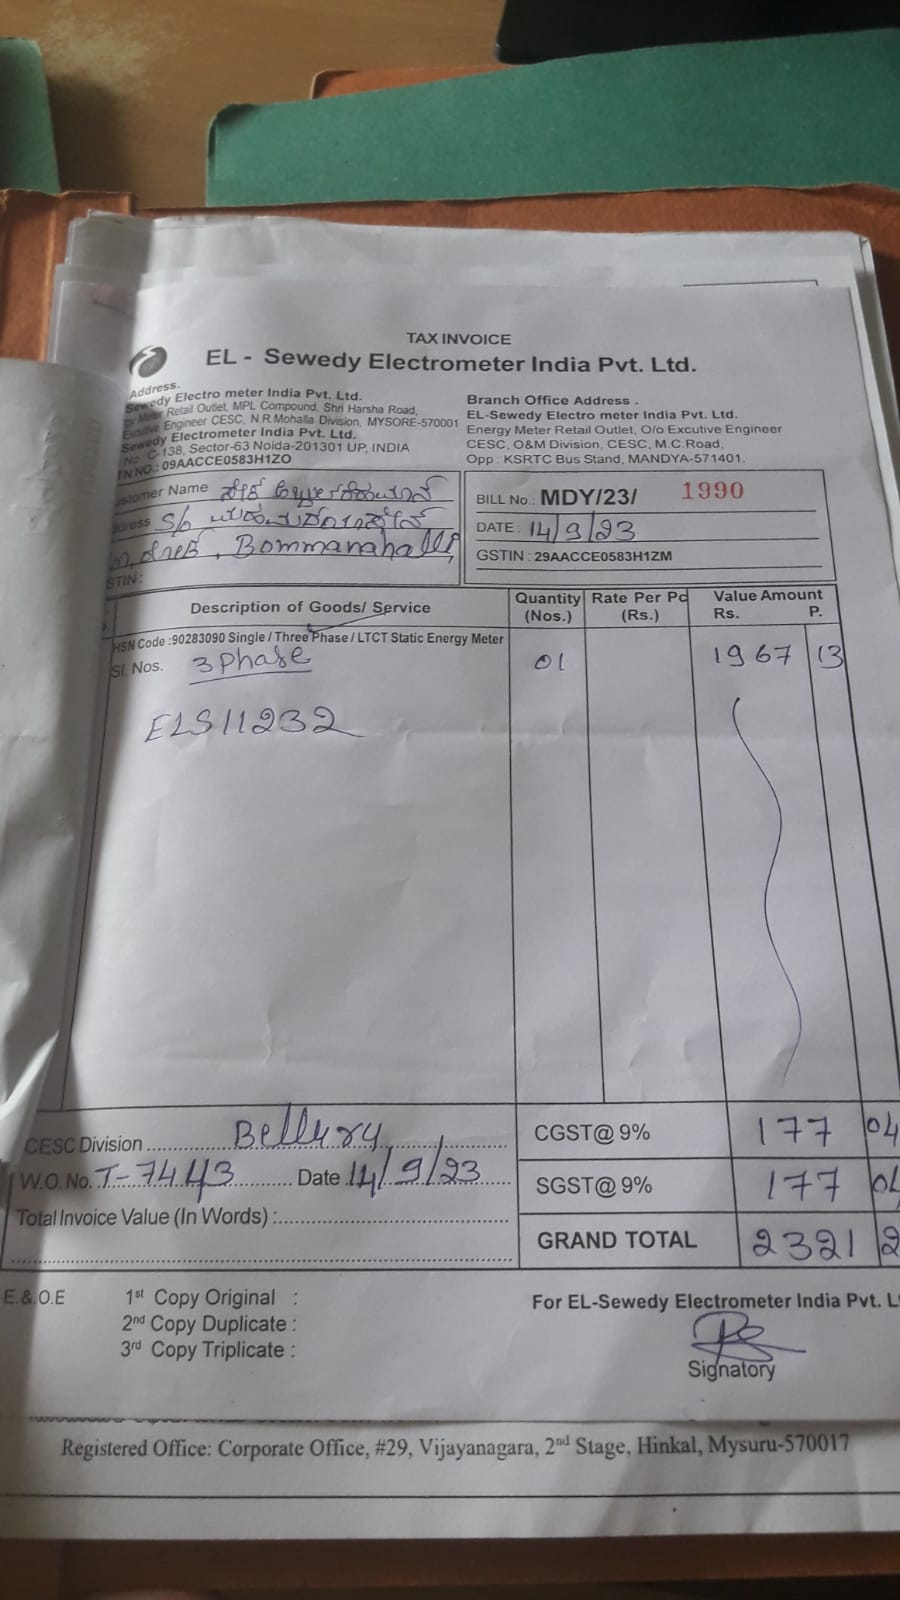 TAX INVOICE
EL - Sewedy Electrometer India Pvt. Ltd.
Address.
Sewedy Electro meter India Pvt. Ltd.
Retail Outlet, MPL Compound, Shri Harsha Road,
Engineer CESC, N.R.Mohalla Division, MYSORE-570001
Sewedy Electrometer India Pvt. Ltd.
C-138, Sector-63 Noida-201301 UP, INDIA
TN NO.: 09AACCE0583H1ZO
Branch Office Address .
EL-Sewedy Electro meter India Pvt. Ltd.
Energy Meter Retail Outlet, O/o Excutive Engineer
CESC, O&M Division, CESC, M.C.Road,
Opp : KSRTC Bus Stand, MANDYA-571401.
Customer Name
Address S/o
Bommanahalli
STIN:
BILL No.: MDY/23/ 1990
DATE : 14/9/23
GSTIN : 29AACCE0583H1ZM
Description of Goods/ Service
Quantity (Nos.)
Rate Per Pc (Rs.)
Value Amount
Rs. P.
HSN Code :90283090 Single / Three Phase / LTCT Static Energy Meter
Sl. Nos. 3 Phase 01 1967 13
ELS11232
CESC Division Bellury
W.O. No. T-7443 Date 14/9/23
Total Invoice Value (In Words) :
CGST@ 9% 177 04
SGST@ 9% 177
GRAND TOTAL 2321
E.&.O.E
1st Copy Original :
2nd Copy Duplicate :
3rd Copy Triplicate :
For EL-Sewedy Electrometer India Pvt.
Signatory
Registered Office: Corporate Office, #29, Vijayanagara, 2nd Stage, Hinkal, Mysuru-570017